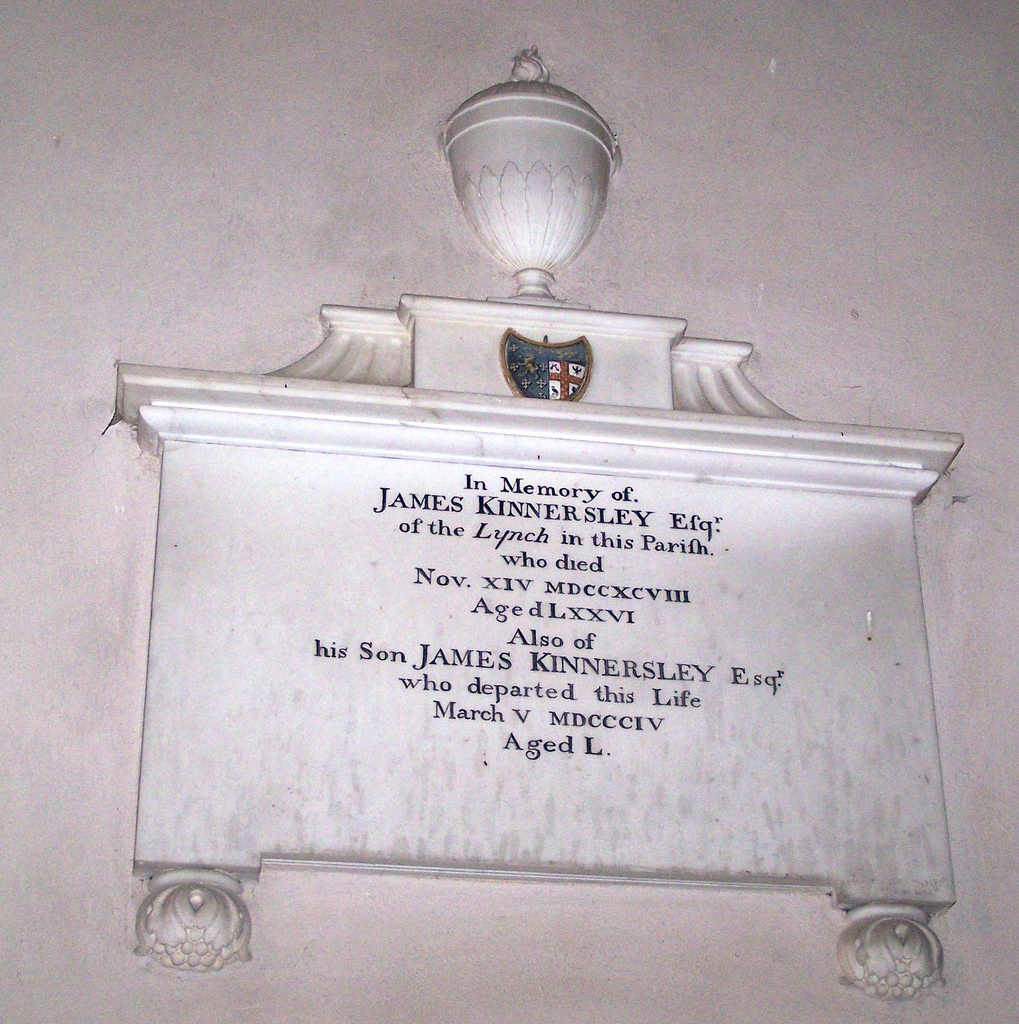 In Memory of.
JAMES KINNERSLEY Eſqr.
of the Lynch in this Pariſh.
who died
Nov. XIV MDCCXCVIII
Aged LXXVI
Also of
his Son JAMES KINNERSLEY Esqr.
who departed this Life
March V MDCCCIV
Aged L.